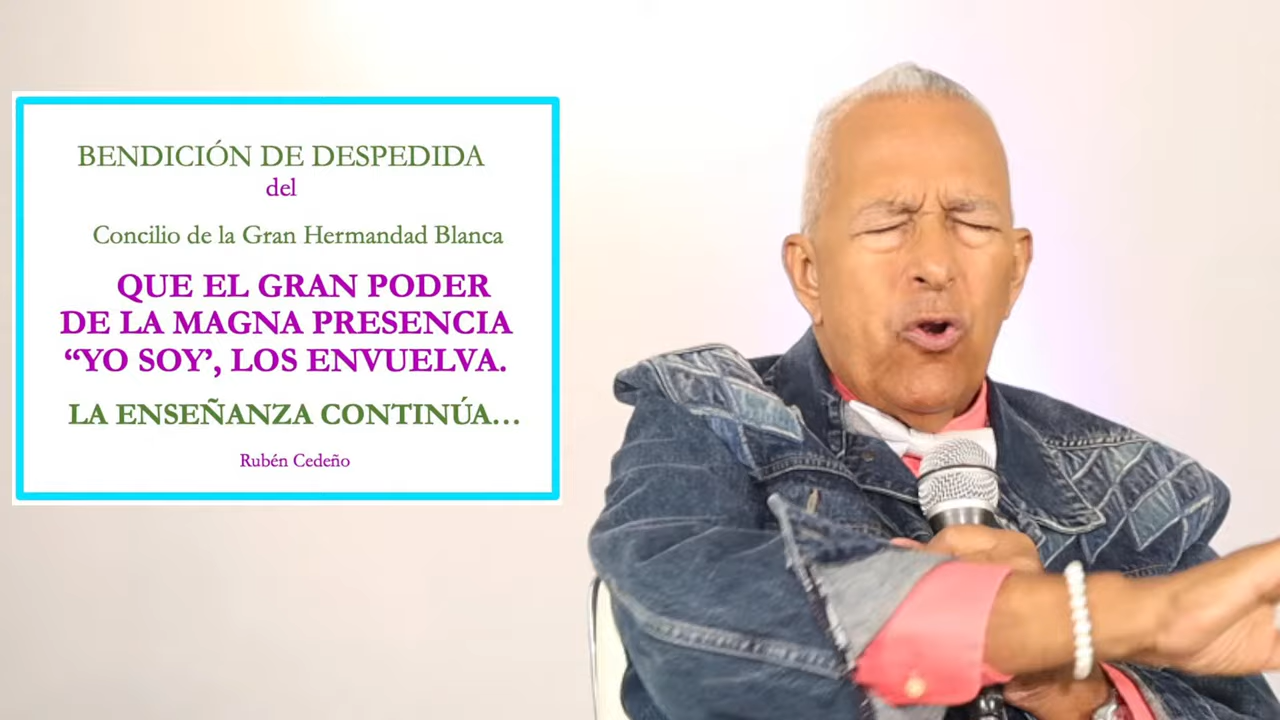 BENDICIÓN DE DESPEDIDA
del
Concilio de la Gran Hermandad Blanca
QUE EL GRAN PODER
DE LA MAGNA PRESENCIA
“YO SOY’, LOS ENVUELVA.
LA ENSEÑANZA CONTINÚA…
Rubén Cedeño